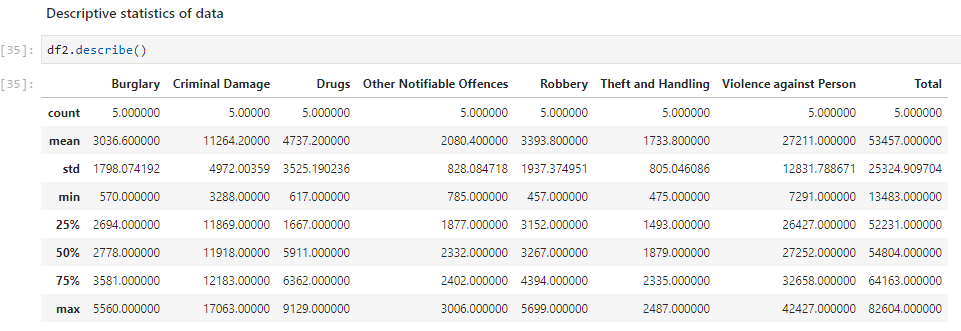 Descriptive statistics of data
[35]: df2.describe()
[35]: Burglary Criminal Damage Drugs Other Notifiable Offences Robbery Theft and Handling Violence against Person Total
count 5.000000 5.00000 5.000000 5.000000 5.000000 5.000000 5.000000 5.000000
mean 3036.600000 11264.20000 4737.200000 2080.400000 3393.800000 1733.800000 27211.000000 53457.000000
std 1798.074192 4972.00359 3525.190236 828.084718 1937.374951 805.046086 12831.788671 25324.909704
min 570.000000 3288.00000 617.000000 785.000000 457.000000 475.000000 7291.000000 13483.000000
25% 2694.000000 11869.00000 1667.000000 1877.000000 3152.000000 1493.000000 26427.000000 52231.000000
50% 2778.000000 11918.00000 5911.000000 2332.000000 3267.000000 1879.000000 27252.000000 54804.000000
75% 3581.000000 12183.00000 6362.000000 2402.000000 4394.000000 2335.000000 32658.000000 64163.000000
max 5560.000000 17063.00000 9129.000000 3006.000000 5699.000000 2487.000000 42427.000000 82604.000000